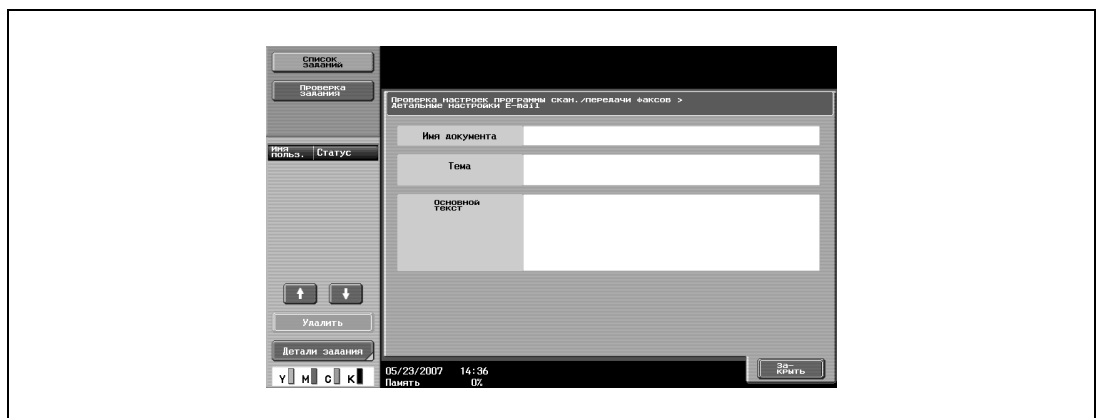 Список
заданий
Проверка
задания
Имя
польз.
Статус
Удалить
Детали задания
Y M C K
Проверка настроек программы скан./передачи факсов >
Детальные настройки E-mail
Имя документа
Тема
Основной
текст
05/23/2007 14:36
Память 0%
За-
крыть